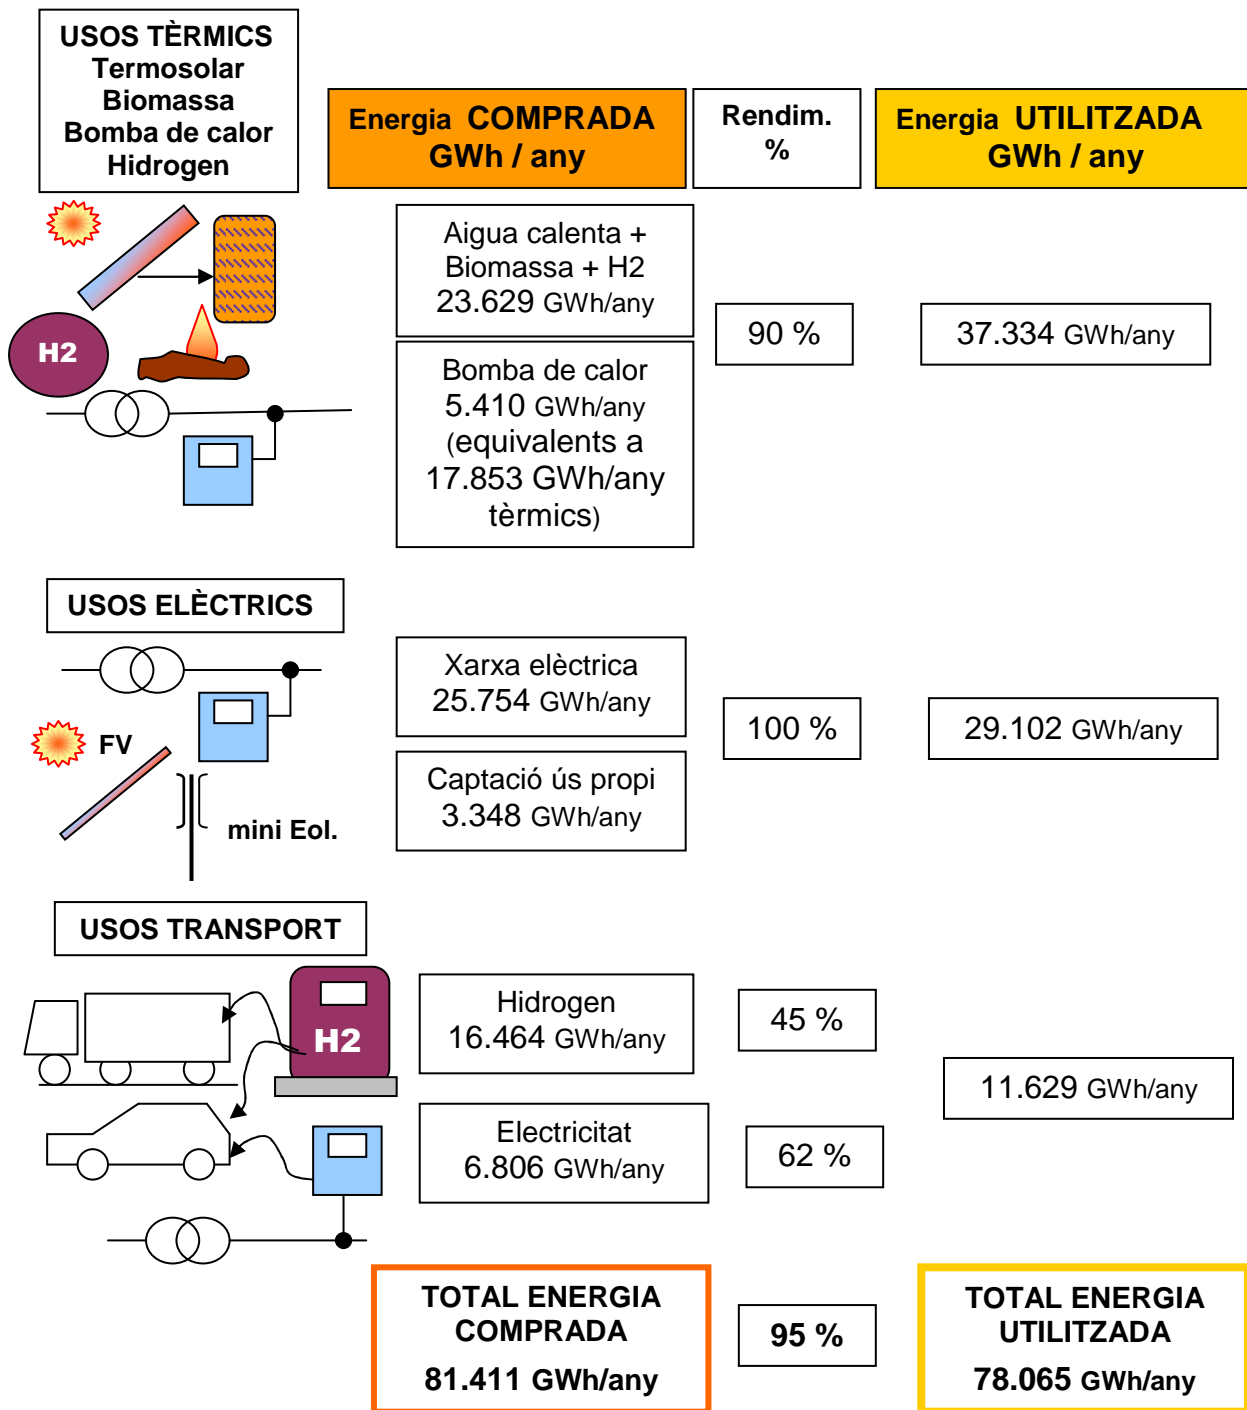 USOS TÈRMICS
Termosolar
Biomassa
Bomba de calor
Hidrogen
Energia COMPRADA
GWh / any
Rendim.
%
Energia UTILITZADA
GWh / any
Aigua calenta +
Biomassa + H2
23.629 GWh/any
90 %
37.334 GWh/any
H2
Bomba de calor
5.410 GWh/any
(equivalents a
17.853 GWh/any
tèrmics)
USOS ELÈCTRICS
Xarxa elèctrica
25.754 GWh/any
100 %
29.102 GWh/any
FV
Captació ús propi
3.348 GWh/any
mini Eol.
USOS TRANSPORT
H2
Hidrogen
16.464 GWh/any
45 %
11.629 GWh/any
Electricitat
6.806 GWh/any
62 %
TOTAL ENERGIA
COMPRADA
81.411 GWh/any
95 %
TOTAL ENERGIA
UTILITZADA
78.065 GWh/any